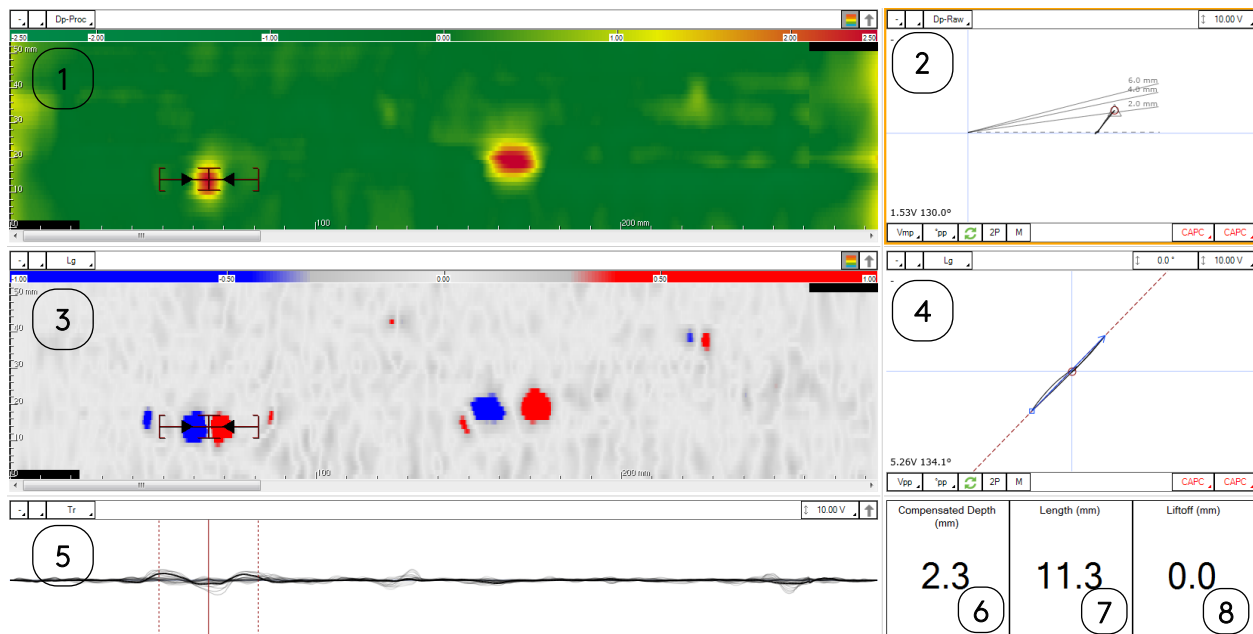 - Dp-Proc
-2.50 -1.00 0.00 1.00 2.00 2.50
50 mm
40
30
20
10
100
200 mm
1
- Dp-Raw 10.00 V
-
2
6.0 mm
4.0 mm
2.0 mm
1.53V 130.0°
Vmp °pp 2P M CAPC CAPC
- Lg
-1.00 -0.50 0.00 0.50 1.00
50 mm
40
30
20
10
100
200 mm
3
- Lg 0.0 ° 10.00 V
-
4
5.26V 134.1°
Vpp °pp 2P M CAPC CAPC
- Tr 10.00 V
5
Compensated Depth
(mm)
2.3
6
Length (mm)
11.3
7
Liftoff (mm)
0.0
8